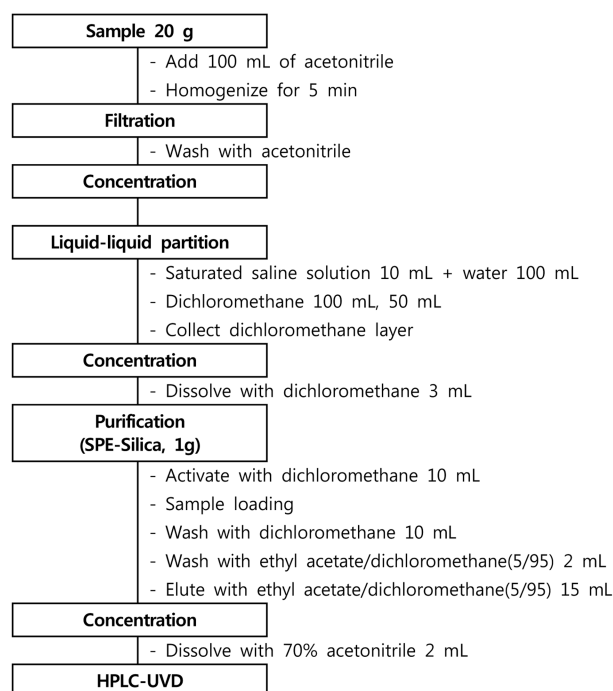 Sample 20 g
- Add 100 mL of acetonitrile
- Homogenize for 5 min
Filtration
- Wash with acetonitrile
Concentration
Liquid-liquid partition
- Saturated saline solution 10 mL + water 100 mL
- Dichloromethane 100 mL, 50 mL
- Collect dichloromethane layer
Concentration
- Dissolve with dichloromethane 3 mL
Purification
(SPE-Silica, 1g)
- Activate with dichloromethane 10 mL
- Sample loading
- Wash with dichloromethane 10 mL
- Wash with ethyl acetate/dichloromethane(5/95) 2 mL
- Elute with ethyl acetate/dichloromethane(5/95) 15 mL
Concentration
- Dissolve with 70% acetonitrile 2 mL
HPLC-UVD